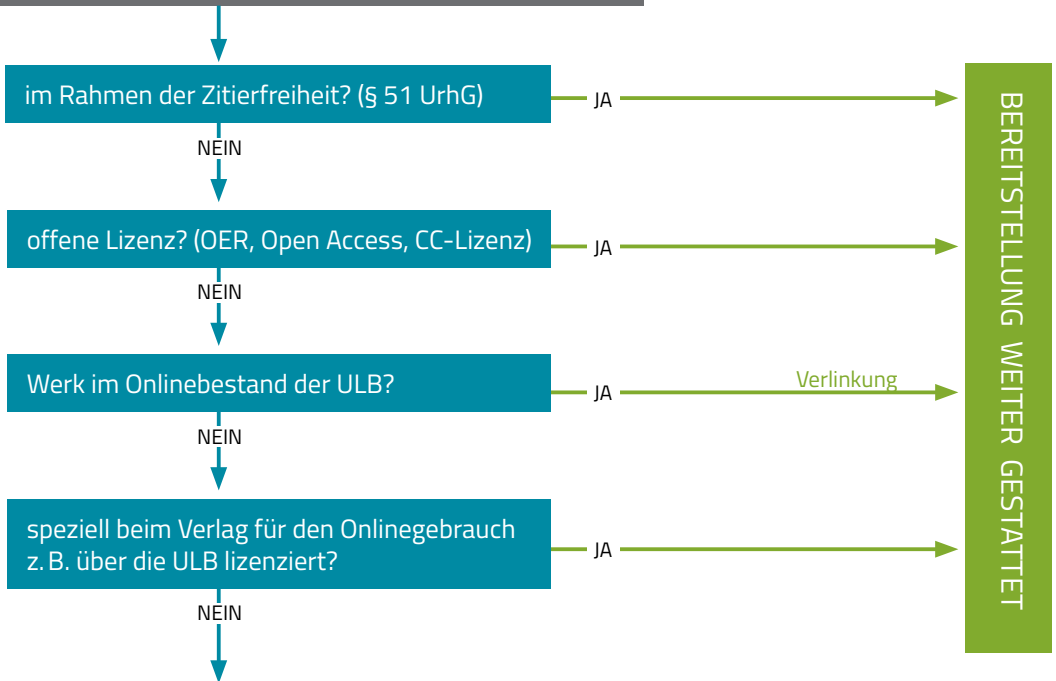 im Rahmen der Zitierfreiheit? (§ 51 UrhG)
JA
NEIN
offene Lizenz? (OER, Open Access, CC-Lizenz)
JA
NEIN
Werk im Onlinebestand der ULB?
JA
Verlinkung
NEIN
speziell beim Verlag für den Onlinegebrauch
z. B. über die ULB lizenziert?
JA
NEIN
BEREITSTELLUNG WEITER GESTATTET